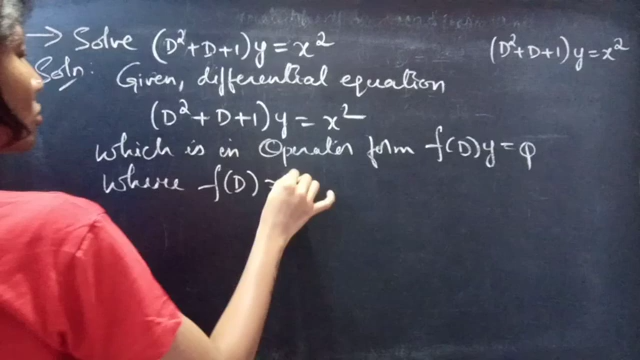 → Solve (D²+D+1)y = x²
(D²+D+1)y = x²
Soln: Given, differential equation
(D²+D+1)y = x²
which is in Operator form f(D)y = Q
where f(D) =